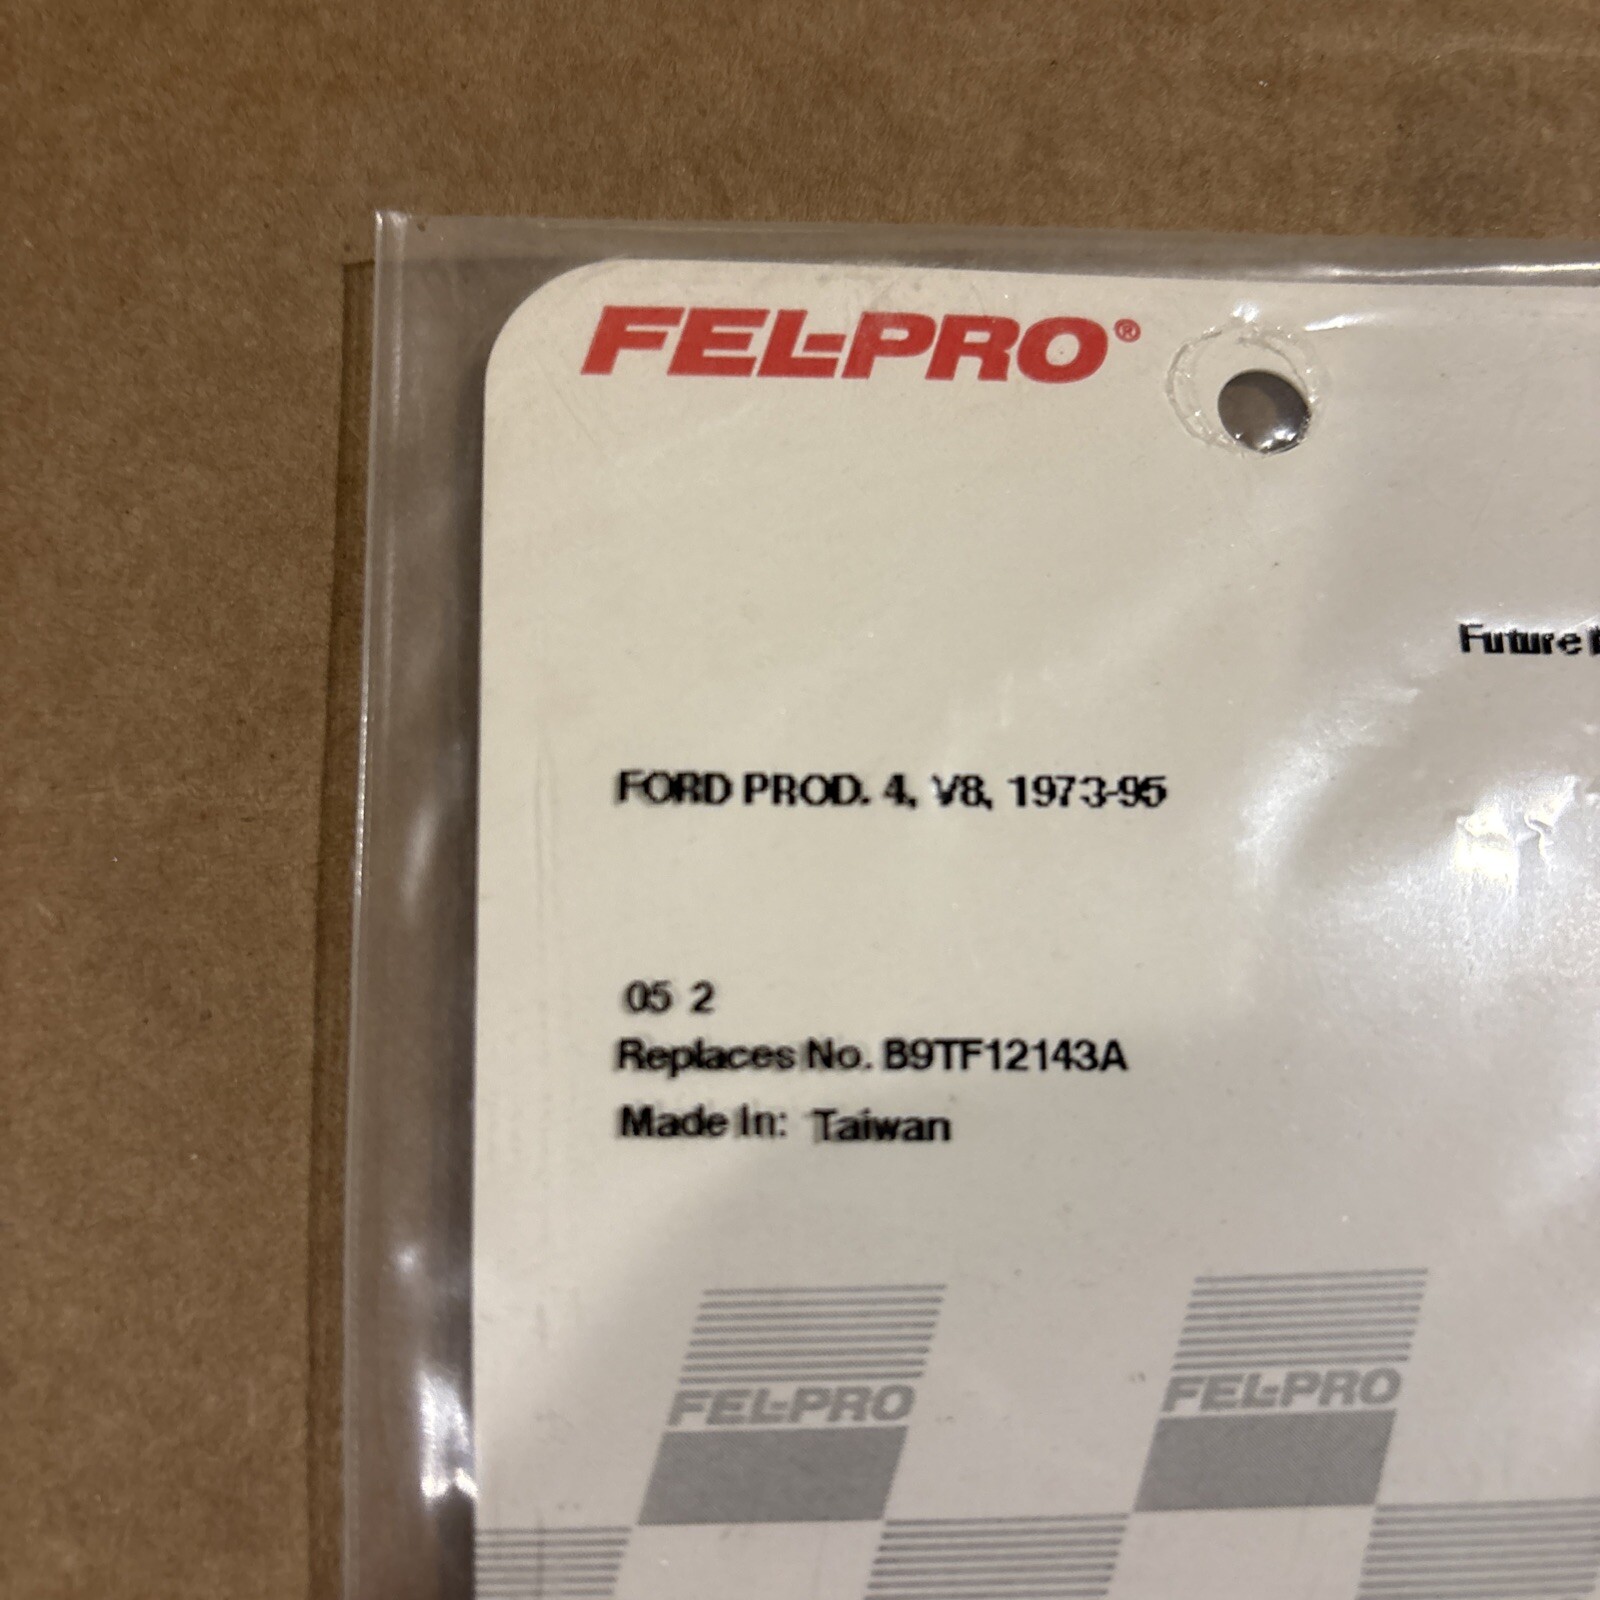 FEL-PRO®
Future
FORD PROD. 4, V8, 1973-95
05 2
Replaces No. B9TF12143A
Made In: Taiwan
FEL-PRO FEL-PRO